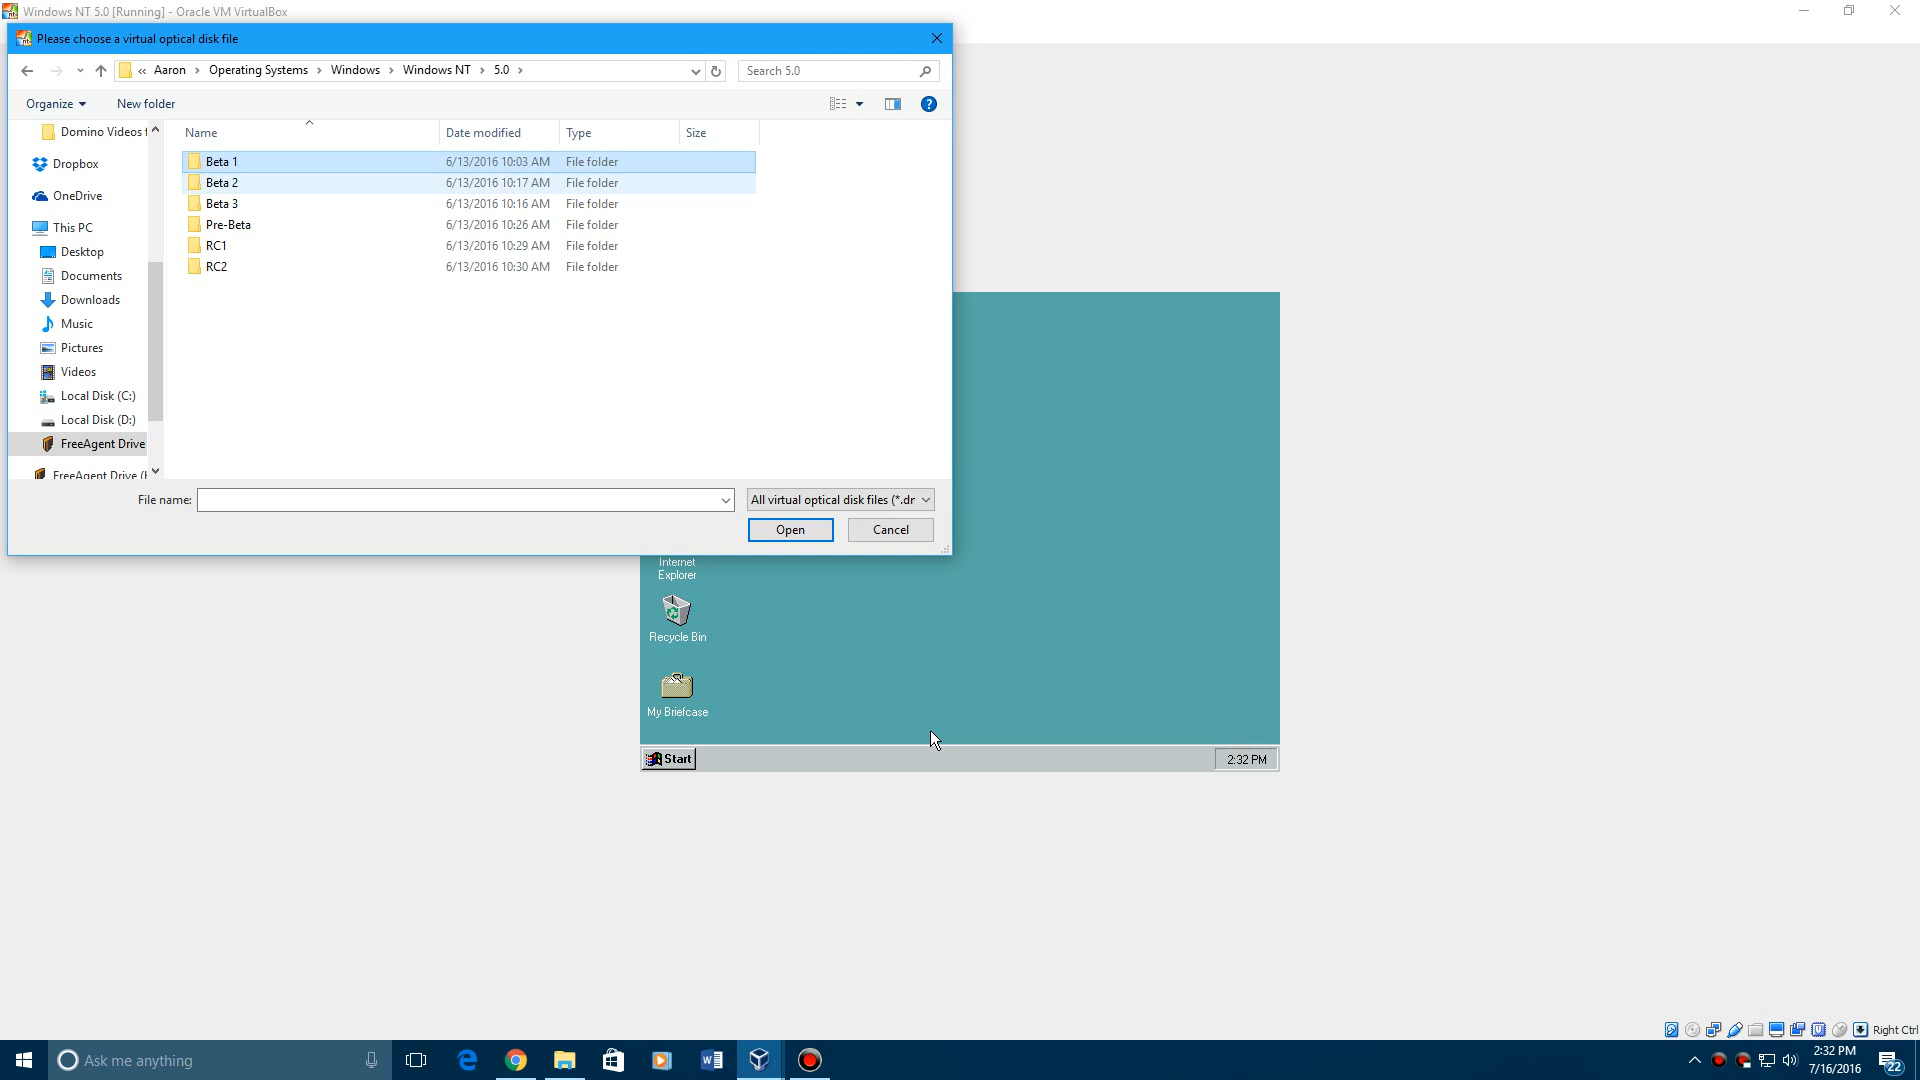 Windows NT 5.0 [Running] - Oracle VM VirtualBox
Please choose a virtual optical disk file
« Aaron > Operating Systems > Windows > Windows NT > 5.0 >
Search 5.0
Organize
New folder
Name
Date modified
Type
Size
Domino Videos
Dropbox
OneDrive
This PC
Desktop
Documents
Downloads
Music
Pictures
Videos
Local Disk (C:)
Local Disk (D:)
FreeAgent Drive
FreeAgent Drive (
Beta 1 6/13/2016 10:03 AM File folder
Beta 2 6/13/2016 10:17 AM File folder
Beta 3 6/13/2016 10:16 AM File folder
Pre-Beta 6/13/2016 10:26 AM File folder
RC1 6/13/2016 10:29 AM File folder
RC2 6/13/2016 10:30 AM File folder
File name:
All virtual optical disk files (*.dr
Open
Cancel
Internet
Explorer
Recycle Bin
My Briefcase
Start
2:32 PM
Right Ctrl
Ask me anything
2:32 PM
7/16/2016
22